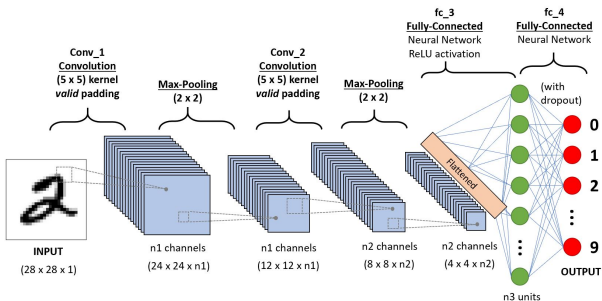 fc_3
Fully-Connected
Neural Network
ReLU activation
fc_4
Fully-Connected
Neural Network
Conv_1
Convolution
(5 x 5) kernel
valid padding
Max-Pooling
(2 x 2)
Conv_2
Convolution
(5 x 5) kernel
valid padding
Max-Pooling
(2 x 2)
(with
dropout)
0
1
2
9
Flattened
INPUT
(28 x 28 x 1)
n1 channels
(24 x 24 x n1)
n1 channels
(12 x 12 x n1)
n2 channels
(8 x 8 x n2)
n2 channels
(4 x 4 x n2)
OUTPUT
n3 units
2